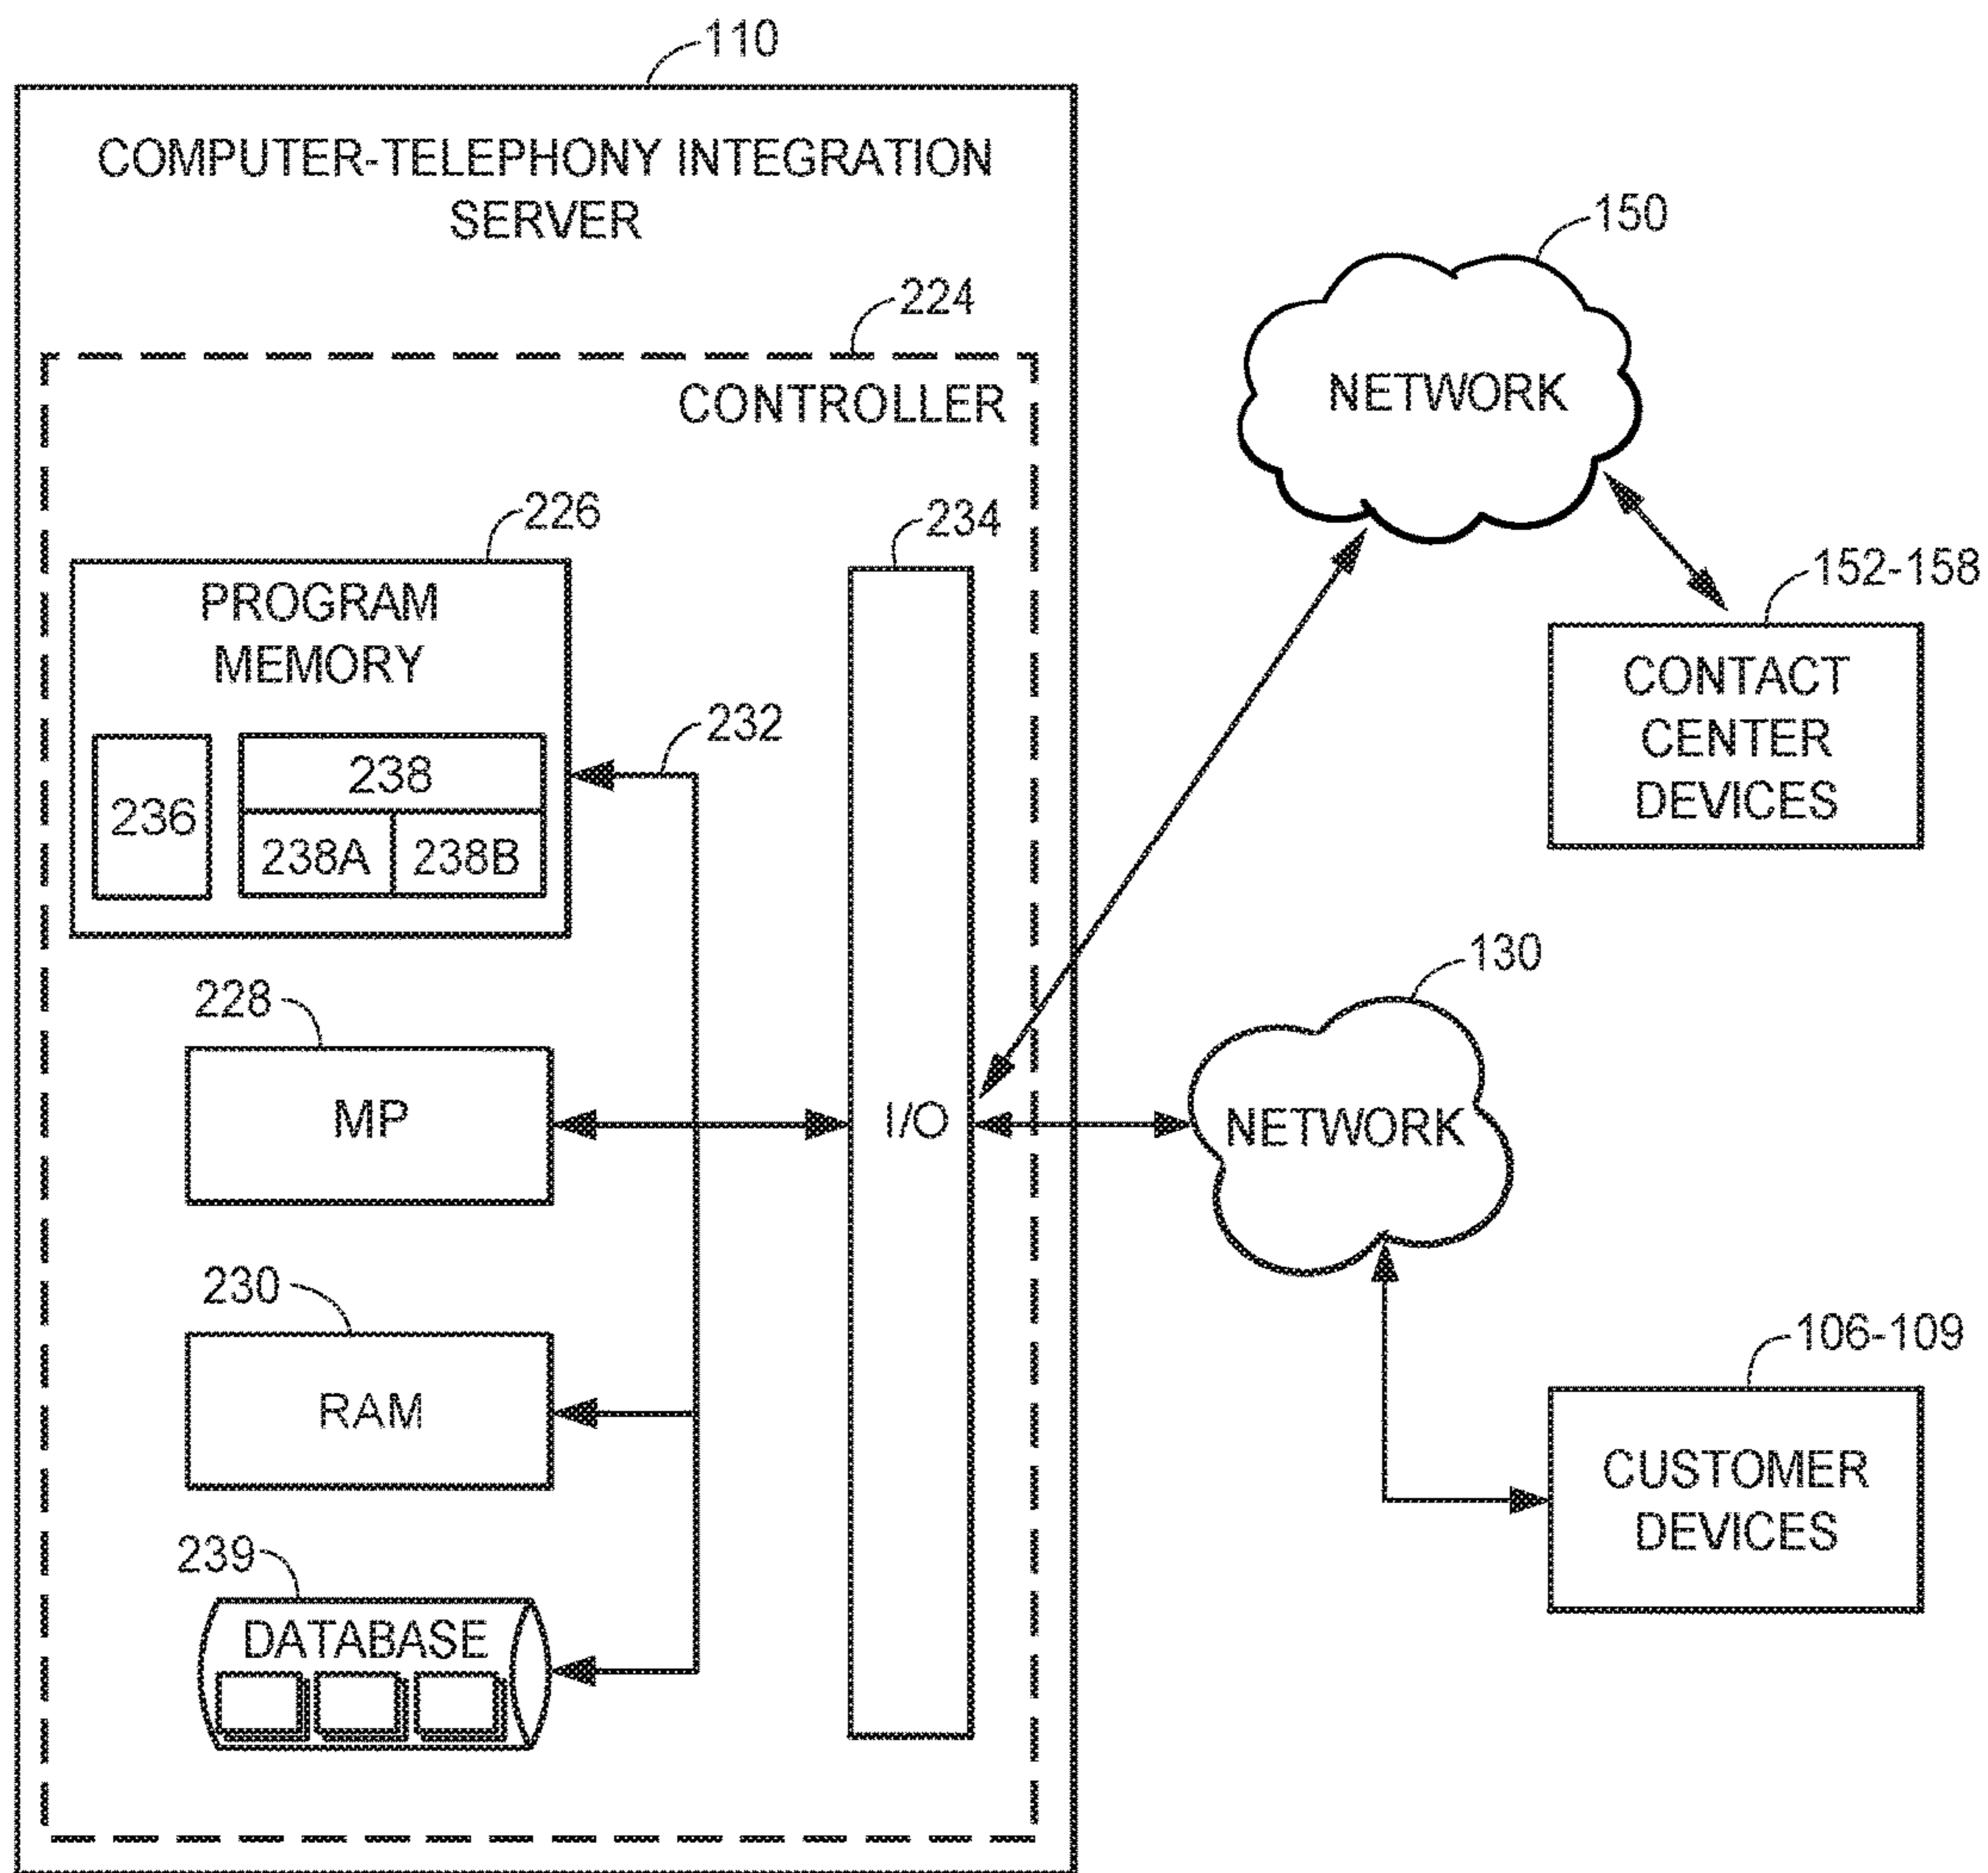 110
COMPUTER-TELEPHONY INTEGRATION
SERVER
224
CONTROLLER
226
PROGRAM
MEMORY
236
238
238A
238B
232
234
I/O
228
MP
230
RAM
239
DATABASE
150
NETWORK
152-158
CONTACT
CENTER
DEVICES
130
NETWORK
106-109
CUSTOMER
DEVICES